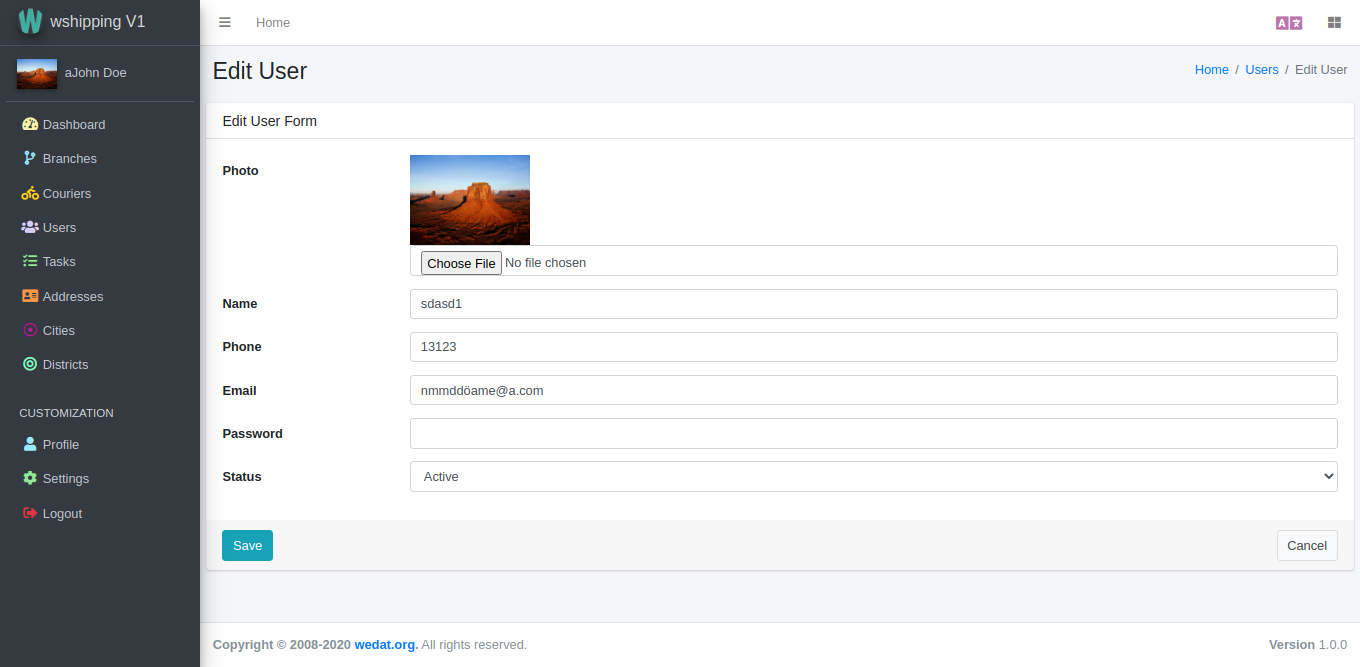 wshipping V1
Home
aJohn Doe
Edit User
Home / Users / Edit User
Dashboard
Branches
Couriers
Users
Tasks
Addresses
Cities
Districts
CUSTOMIZATION
Profile
Settings
Logout
Edit User Form
Photo
Choose File No file chosen
Name sdasd1
Phone 13123
Email nmmddöame@a.com
Password
Status Active
Save Cancel
Copyright © 2008-2020 wedat.org. All rights reserved.
Version 1.0.0